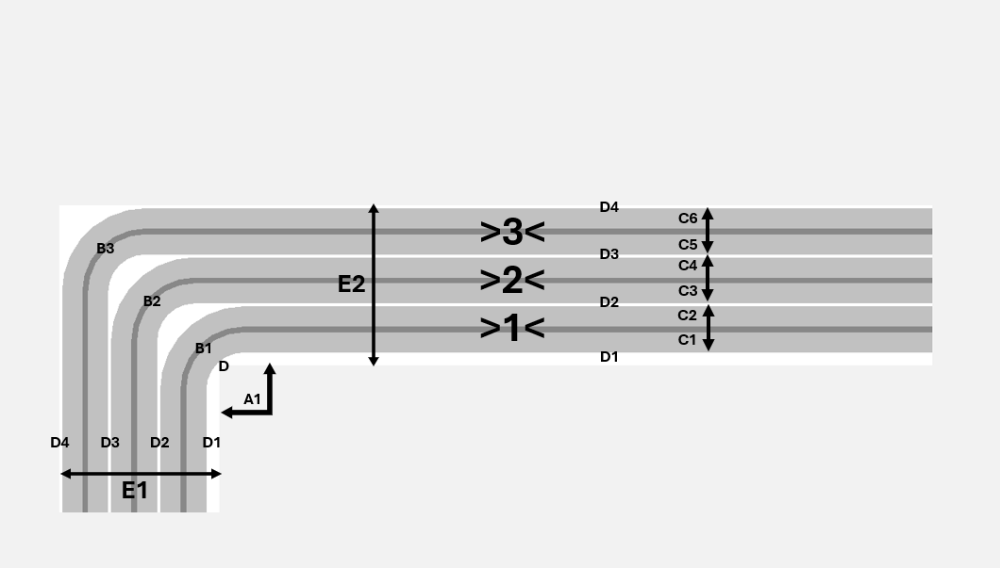 D4
C6
>3<
B3
C5
D3
C4
E2
>2<
C3
B2
D2
C2
>1<
C1
B1
D1
D
A1
D4 D3 D2 D1
E1